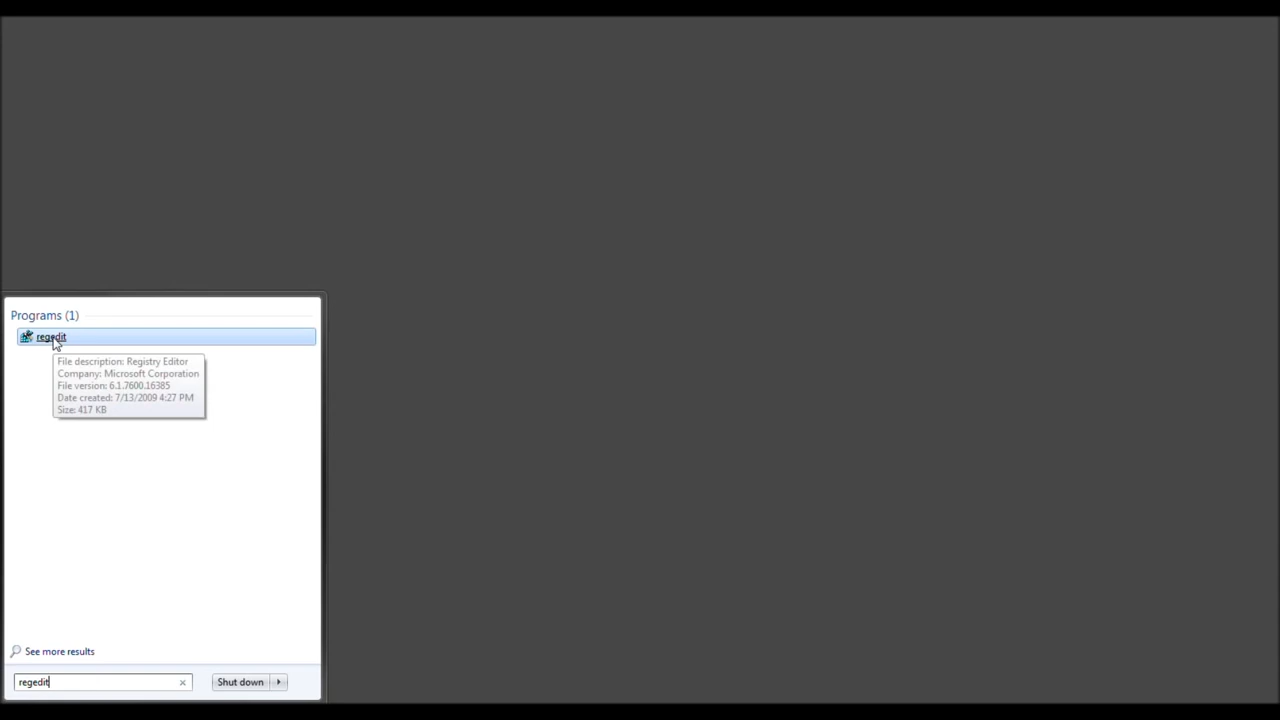 Programs (1)
regedit
File description: Registry Editor
Company: Microsoft Corporation
File version: 6.1.7600.16385
Date created: 7/13/2009 4:27 PM
Size: 417 KB
See more results
regedit
Shut down